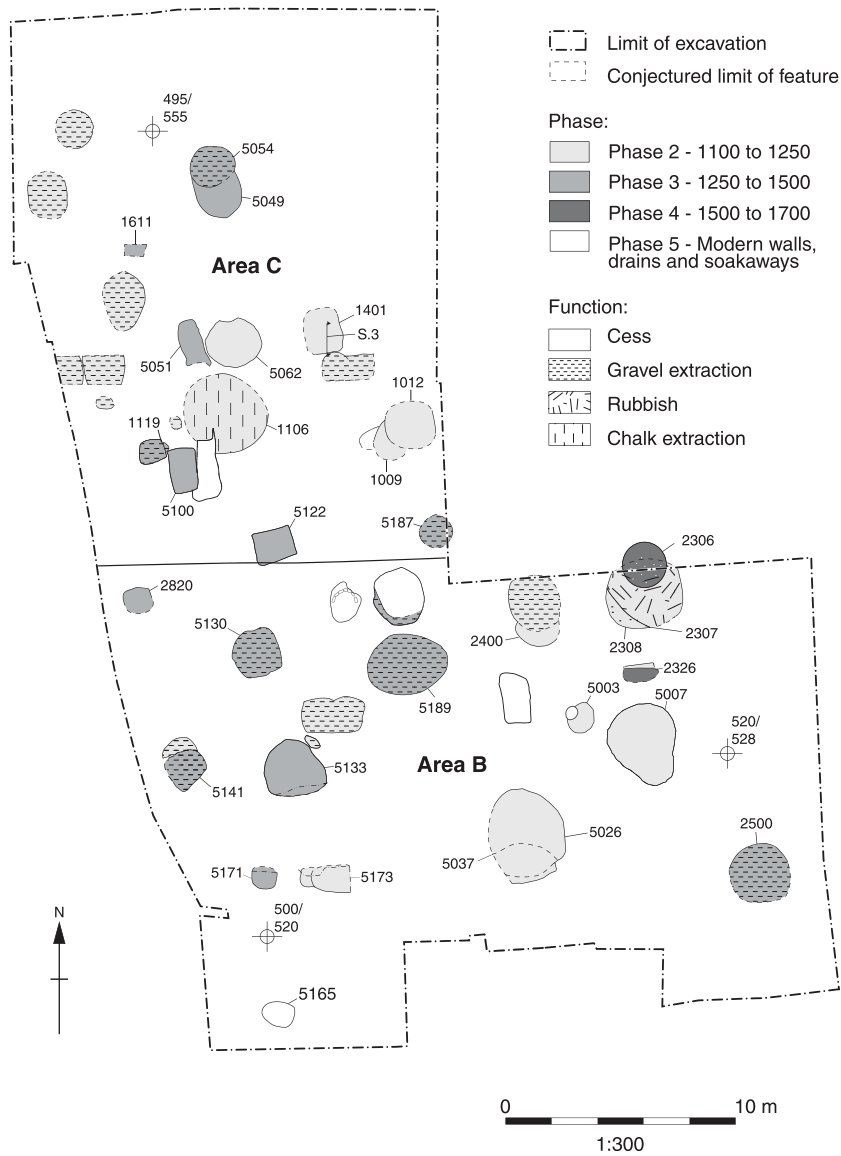 Limit of excavation
Conjectured limit of feature
Phase:
Phase 2 - 1100 to 1250
Phase 3 - 1250 to 1500
Phase 4 - 1500 to 1700
Phase 5 - Modern walls,
drains and soakaways
Function:
Cess
Gravel extraction
Rubbish
Chalk extraction
495/
555
5054
5049
1611
Area C
1401
S.3
5051
5062
1012
1119
1106
1009
5100
5122
5187
2306
2820
5130
2400
2307
2308
2326
5189
5003
5007
520/
528
Area B
5133
5141
5026
5037
2500
5171
5173
500/
520
N
5165
0
10 m
1:300